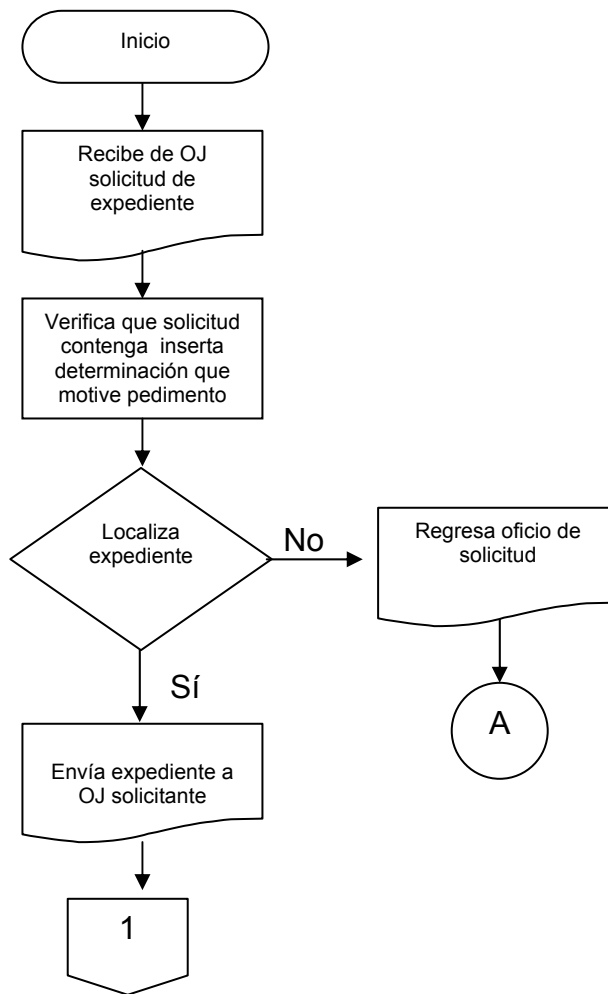 Inicio
Recibe de OJ
solicitud de
expediente
Verifica que solicitud
contenga inserta
determinación que
motive pedimento
Localiza
expediente
No
Regresa oficio de
solicitud
A
Sí
Envía expediente a
OJ solicitante
1